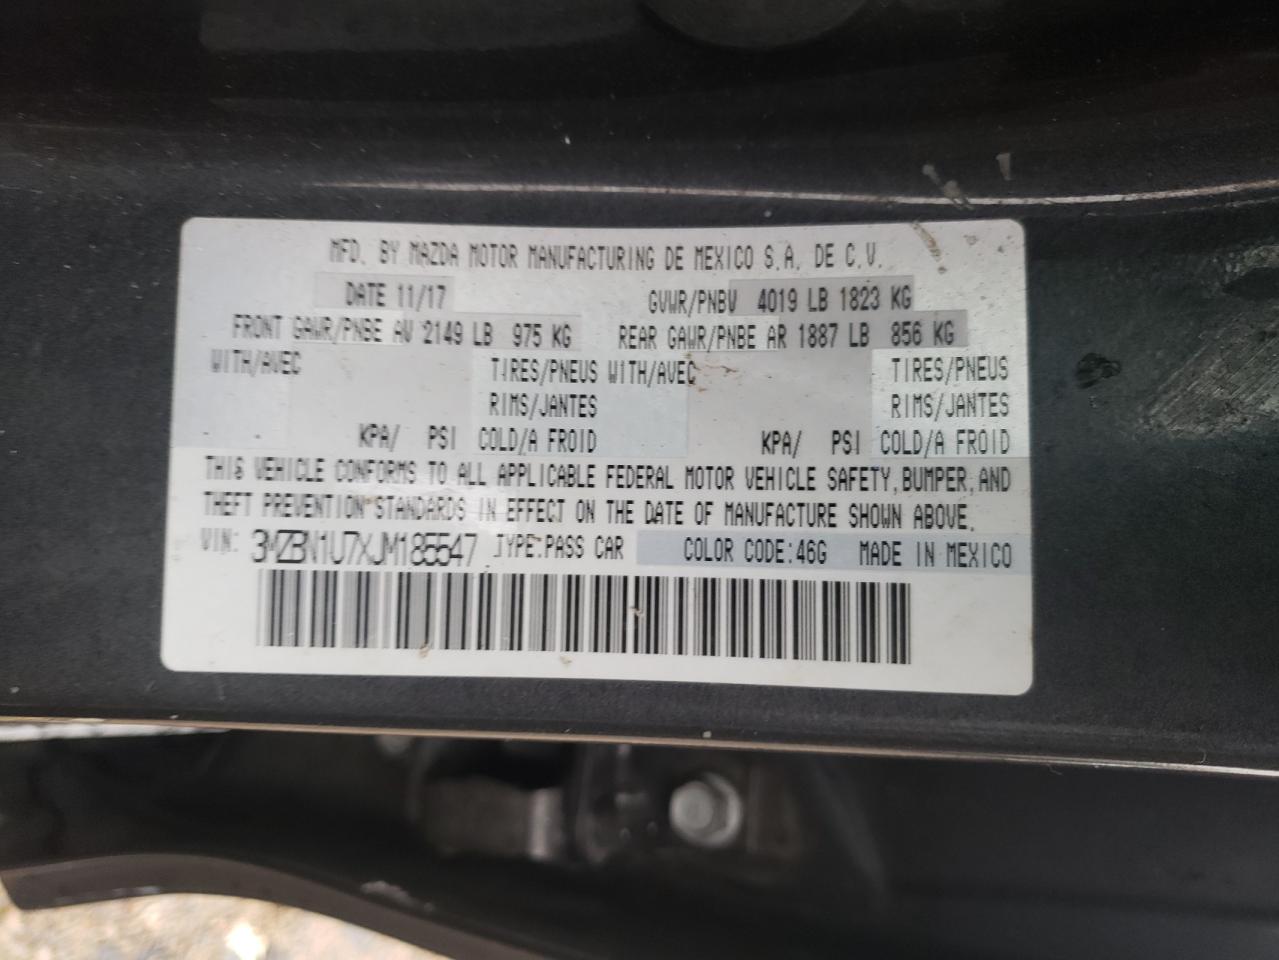 MFD. BY MAZDA MOTOR MANUFACTURING DE MEXICO S.A. DE C.V.
DATE 11/17 GVWR/PNBV 4019 LB 1823 KG
FRONT GAWR/PNBE AV 2149 LB 975 KG REAR GAWR/PNBE AR 1887 LB 856 KG
WITH/AVEC TIRES/PNEUS WITH/AVEC TIRES/PNEUS
RIMS/JANTES RIMS/JANTES
KPA/ PSI COLD/A FROID KPA/ PSI COLD/A FROID
THIS VEHICLE CONFORMS TO ALL APPLICABLE FEDERAL MOTOR VEHICLE SAFETY, BUMPER, AND
THEFT PREVENTION STANDARDS IN EFFECT ON THE DATE OF MANUFACTURE SHOWN ABOVE.
VIN: 3MZBN1U7XJM185547 TYPE:PASS CAR COLOR CODE:46G MADE IN MEXICO